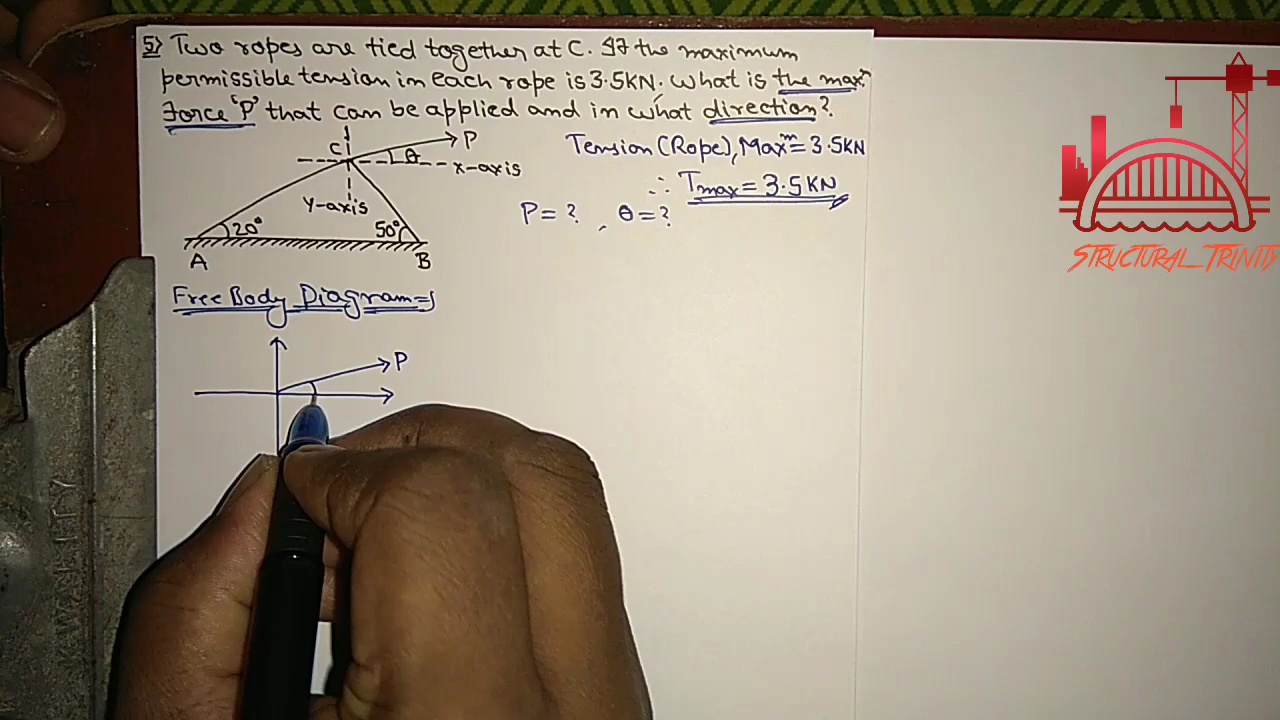 5) Two ropes are tied together at C. If the maximum
permissible tension in each rope is 3.5KN. What is the maxm
Force 'P' that can be applied and in what direction?
C θ P
x-axis
y-axis
20° 50°
A B
Tension (Rope), Maxm = 3.5KN
∴ Tmax = 3.5KN
P = ? , θ = ?
Free Body Diagram ⇒
P
KWALITY
STRUCTURAL_TRINITY